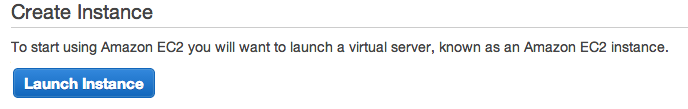 Create Instance
To start using Amazon EC2 you will want to launch a virtual server, known as an Amazon EC2 instance.
Launch Instance